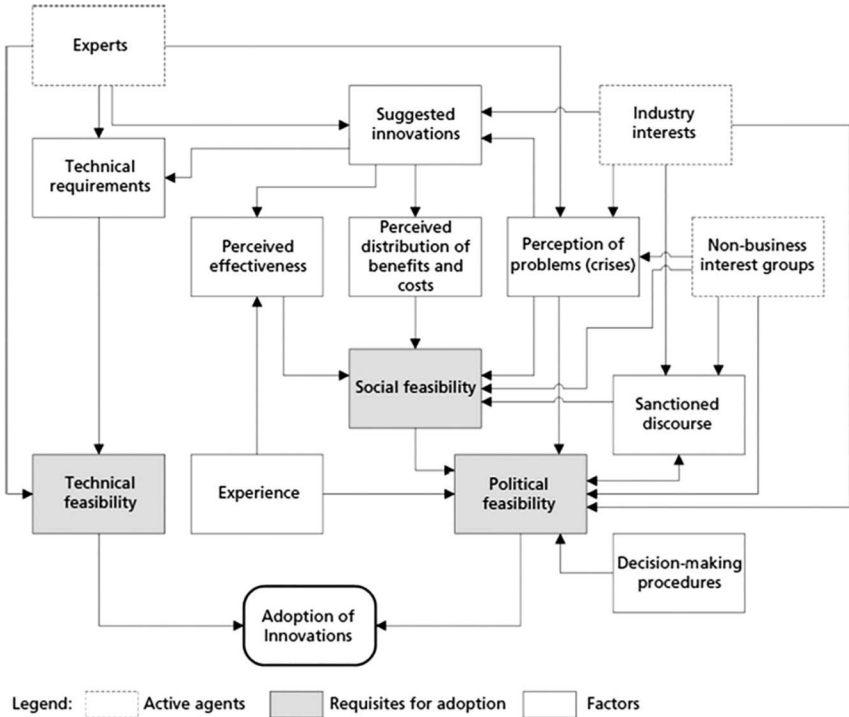 Experts
Suggested
innovations
Industry
interests
Technical
requirements
Perceived
effectiveness
Perceived
distribution of
benefits and
costs
Perception of
problems (crises)
Non-business
interest groups
Social feasibility
Sanctioned
discourse
Technical
feasibility
Experience
Political
feasibility
Decision-making
procedures
Adoption of
Innovations
Legend:
Active agents
Requisites for adoption
Factors